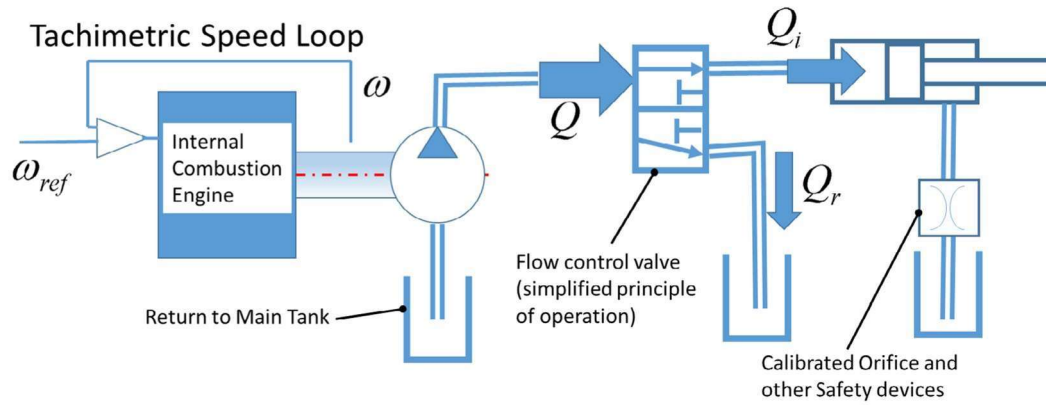 Tachimetric Speed Loop
ω
ω_ref
Internal
Combustion
Engine
Q
Q_i
Q_r
Flow control valve
(simplified principle
of operation)
Return to Main Tank
Calibrated Orifice and
other Safety devices